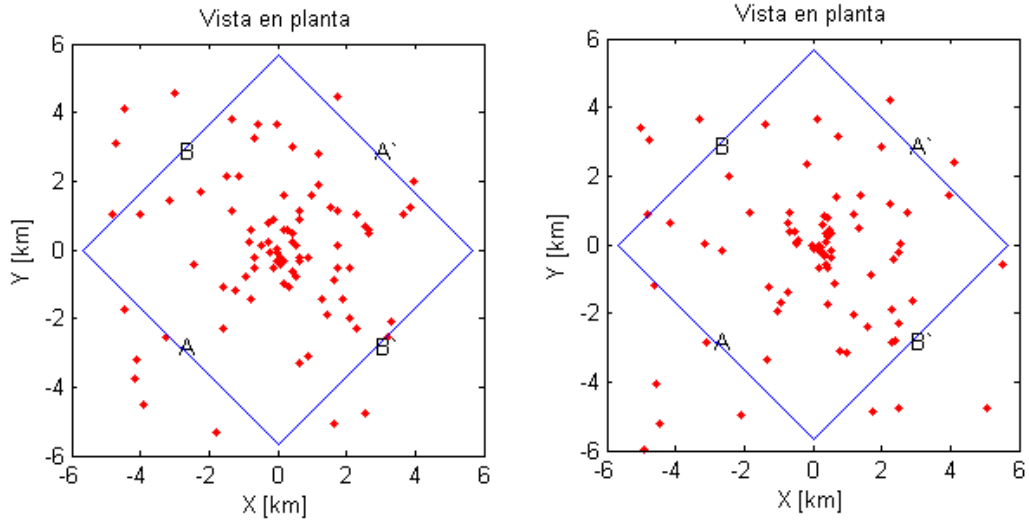 Vista en planta
6
4
2
0
-2
-4
-6
Y [km]
B
A`
A
B`
-6 -4 -2 0 2 4 6
X [km]
Vista en planta
6
4
2
0
-2
-4
-6
Y [km]
B
A`
A
B`
-6 -4 -2 0 2 4 6
X [km]